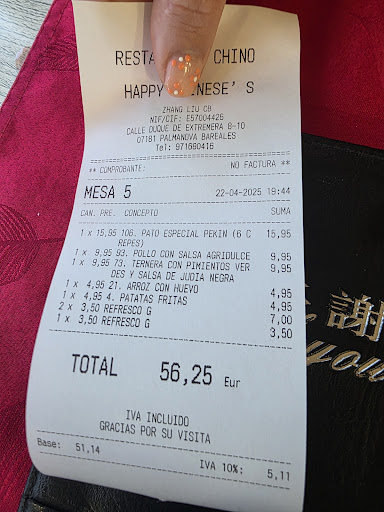 RESTA CHINO
HAPPY NESE' S
ZHANG LIU CB
NIF/CIF: E57004426
CALLE DUQUE DE EXTREMERA 8-10
07181 PALMANOVA BAREALES
Tel: 971680416
** COMPROBANTE: NO FACTURA **
MESA 5 22-04-2025 19:44
CAN. PRE. CONCEPTO SUMA
1 x 15,95 106. PATO ESPECIAL PEKIN (6 C 15,95
REPES)
1 x 9,95 93. POLLO CON SALSA AGRIDULCE 9,95
1 x 9,95 73. TERNERA CON PIMIENTOS VER 9,95
DES Y SALSA DE JUDIA NEGRA
1 x 4,95 21. ARROZ CON HUEVO 4,95
1 x 4,95 4. PATATAS FRITAS 4,95
2 x 3,50 REFRESCO G 7,00
1 x 3,50 REFRESCO G 3,50
TOTAL 56,25 Eur
IVA INCLUIDO
GRACIAS POR SU VISITA
Base: 51,14 IVA 10%: 5,11
謝
you